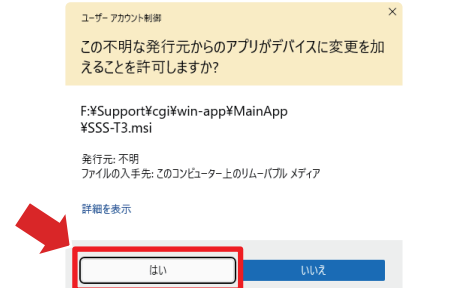 ユーザー アカウント制御
×
この不明な発行元からのアプリがデバイスに変更を加
えることを許可しますか?
F:¥Support¥cgi¥win-app¥MainApp
¥SSS-T3.msi
発行元: 不明
ファイルの入手先: このコンピューター上のリムーバブル メディア
詳細を表示
はい
いいえ